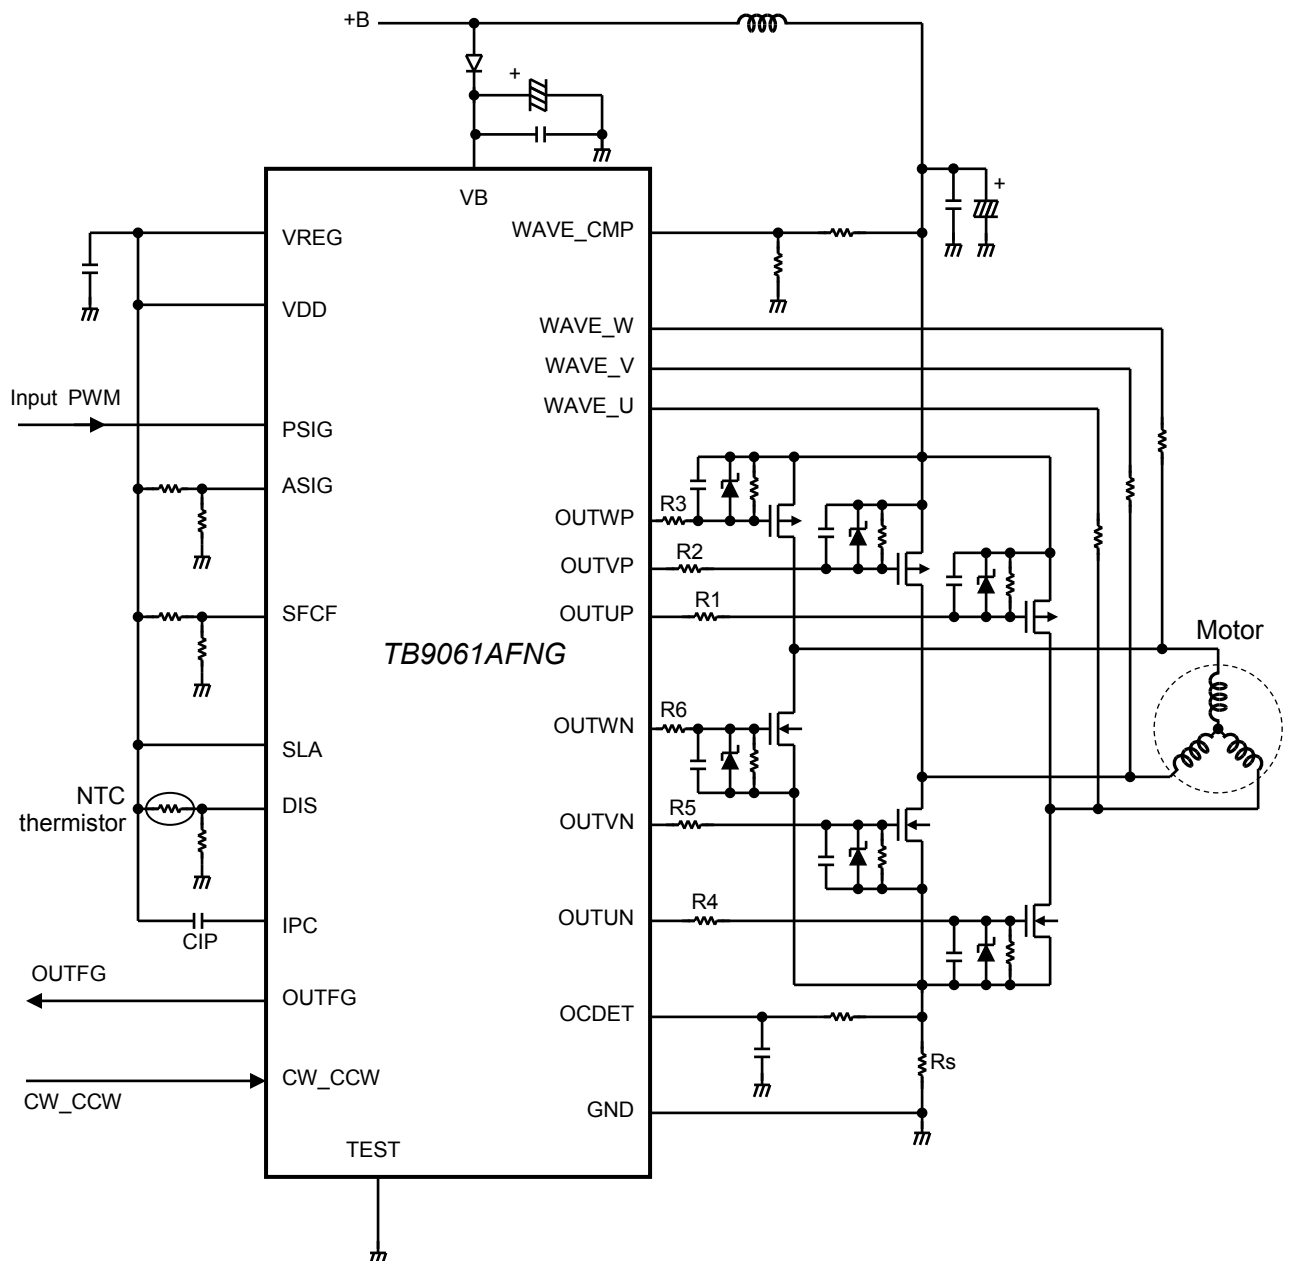 +B
+
VB
+
VREG
WAVE_CMP
VDD
WAVE_W
WAVE_V
Input PWM
WAVE_U
PSIG
ASIG
R3
OUTWP
R2
OUTVP
R1
OUTUP
SFCF
Motor
TB9061AFNG
R6
OUTWN
SLA
NTC
thermistor
DIS
R5
OUTVN
R4
OUTUN
IPC
CIP
OUTFG
OUTFG
OCDET
Rs
CW_CCW
CW_CCW
GND
TEST